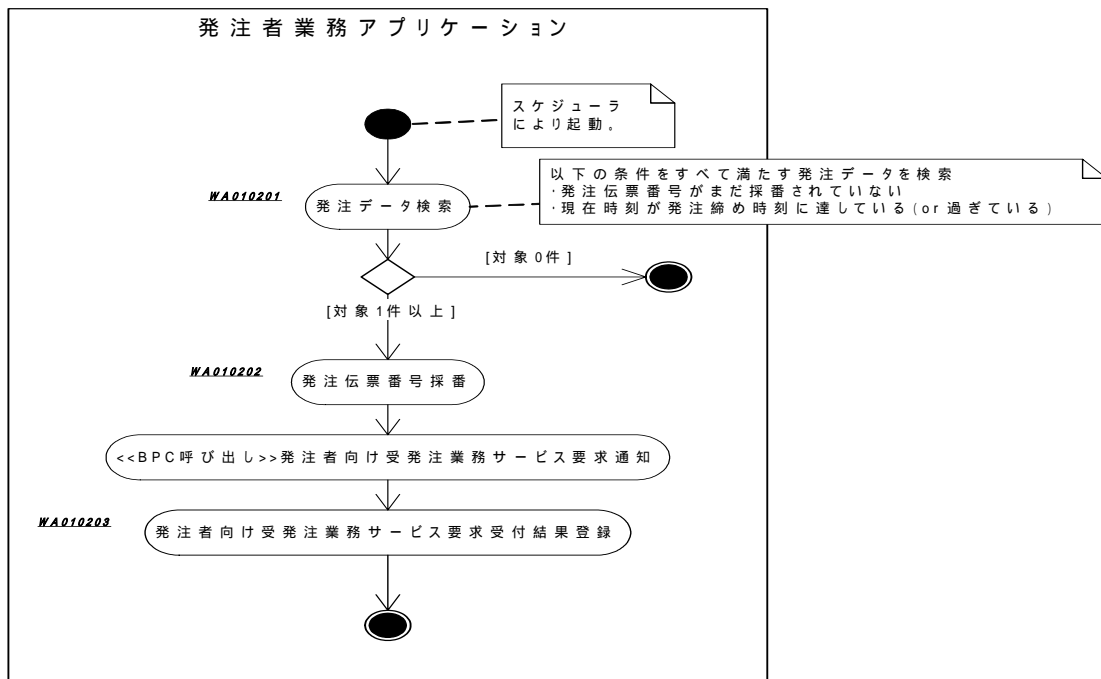 発注者業務アプリケーション
スケジューラ
により起動。
以下の条件をすべて満たす発注データを検索
・発注伝票番号がまだ採番されていない
・現在時刻が発注締め時刻に達している(or過ぎている)
WA010201
発注データ検索
[対象0件]
[対象1件以上]
WA010202
発注伝票番号採番
<<BPC呼び出し>>発注者向け受発注業務サービス要求通知
WA010203
発注者向け受発注業務サービス要求受付結果登録